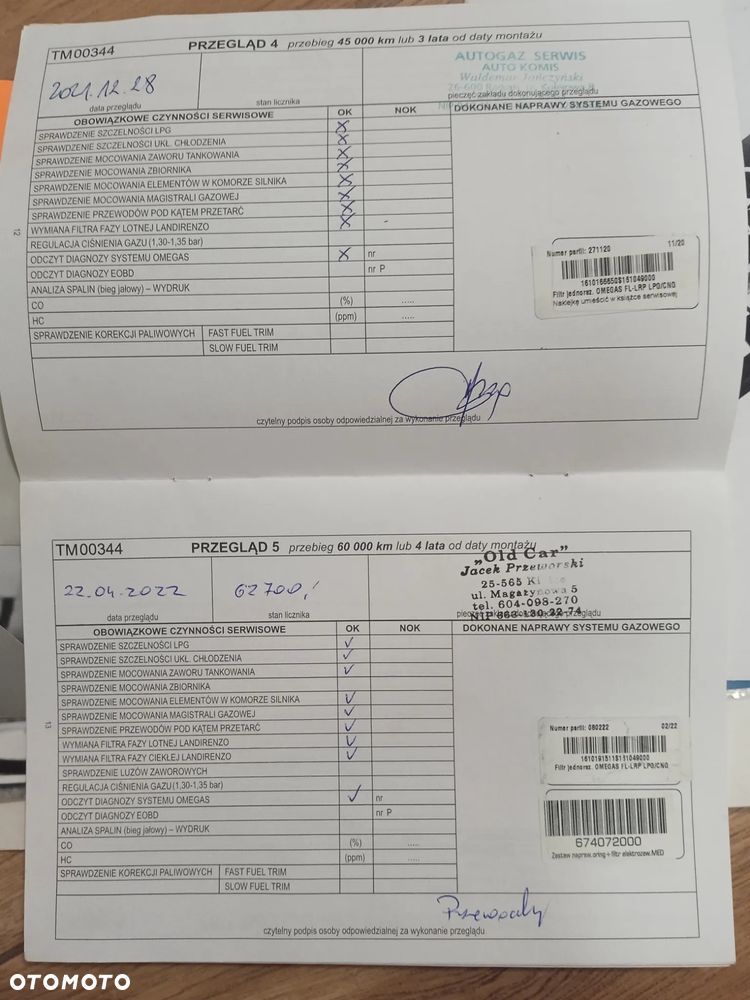 TM00344 PRZEGLĄD 4 przebieg 45 000 km lub 3 lata od daty montażu
AUTOGAZ SERWIS
AUTO KOMIS
2021.12.28
Waldemar
data przeglądu stan licznika pieczęć zakładu dokonującego przeglądu
OBOWIĄZKOWE CZYNNOŚCI SERWISOWE OK NOK DOKONANE NAPRAWY SYSTEMU GAZOWEGO
SPRAWDZENIE SZCZELNOŚCI LPG X
SPRAWDZENIE SZCZELNOŚCI UKŁ. CHŁODZENIA X
SPRAWDZENIE MOCOWANIA ZAWORU TANKOWANIA X
SPRAWDZENIE MOCOWANIA ZBIORNIKA X
SPRAWDZENIE MOCOWANIA ELEMENTÓW W KOMORZE SILNIKA X
SPRAWDZENIE MOCOWANIA MAGISTRALI GAZOWEJ X
SPRAWDZENIE PRZEWODÓW POD KĄTEM PRZETARĆ X
WYMIANA FILTRA FAZY LOTNEJ LANDIRENZO X -
REGULACJA CIŚNIENIA GAZU (1,30-1,35 bar)
ODCZYT DIAGNOZY SYSTEMU OMEGAS X nr
ODCZYT DIAGNOZY EOBD nr P
ANALIZA SPALIN (bieg jałowy) – WYDRUK
CO (%) .....
HC (ppm) .....
SPRAWDZENIE KOREKCJI PALIWOWYCH FAST FUEL TRIM
SLOW FUEL TRIM
Numer partii: 271120 11/20
Filtr jednoraz. OMEGAS FL-LRP LPG/CNG
Naklejkę umieścić w książce serwisowej
czytelny podpis osoby odpowiedzialnej za wykonanie przeglądu
12
TM00344 PRZEGLĄD 5 przebieg 60 000 km lub 4 lata od daty montażu
„Old Car”
Jacek Przeworski
22.04.2022 62700,
25-565 Ki
ul. Magazynowa 5
tel. 604-098-270
data przeglądu stan licznika pieczęć zakładu dokonującego przeglądu
OBOWIĄZKOWE CZYNNOŚCI SERWISOWE OK NOK DOKONANE NAPRAWY SYSTEMU GAZOWEGO
SPRAWDZENIE SZCZELNOŚCI LPG ✓
SPRAWDZENIE SZCZELNOŚCI UKŁ. CHŁODZENIA ✓
SPRAWDZENIE MOCOWANIA ZAWORU TANKOWANIA ✓
SPRAWDZENIE MOCOWANIA ZBIORNIKA
SPRAWDZENIE MOCOWANIA ELEMENTÓW W KOMORZE SILNIKA ✓
SPRAWDZENIE MOCOWANIA MAGISTRALI GAZOWEJ ✓
SPRAWDZENIE PRZEWODÓW POD KĄTEM PRZETARĆ ✓
WYMIANA FILTRA FAZY LOTNEJ LANDIRENZO ✓
WYMIANA FILTRA FAZY CIEKŁEJ LANDIRENZO ✓
SPRAWDZENIE LUZÓW ZAWOROWYCH
REGULACJA CIŚNIENIA GAZU (1,30-1,35 bar)
ODCZYT DIAGNOZY SYSTEMU OMEGAS ✓ nr
ODCZYT DIAGNOZY EOBD nr P
ANALIZA SPALIN (bieg jałowy) – WYDRUK
CO (%) .....
HC (ppm) .....
SPRAWDZENIE KOREKCJI PALIWOWYCH FAST FUEL TRIM
SLOW FUEL TRIM
Numer partii: 080222 02/22
Filtr jednoraz. OMEGAS FL-LRP LPG/CNG
674072000
Zestaw napraw.oring+filtr elektrozaw.MED
czytelny podpis osoby odpowiedzialnej za wykonanie przeglądu
13
OTOMOTO